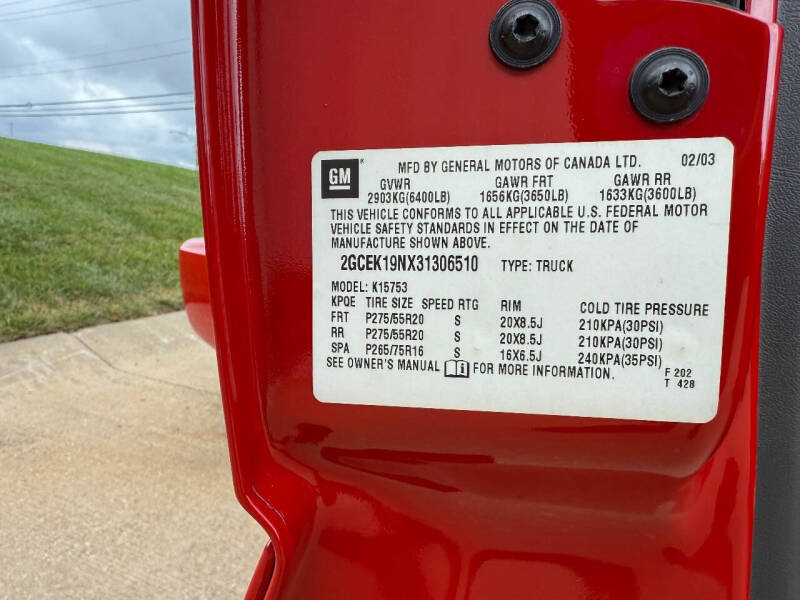 GM ® MFD BY GENERAL MOTORS OF CANADA LTD. 02/03
GVWR GAWR FRT GAWR RR
2903KG(6400LB) 1656KG(3650LB) 1633KG(3600LB)
THIS VEHICLE CONFORMS TO ALL APPLICABLE U.S. FEDERAL MOTOR
VEHICLE SAFETY STANDARDS IN EFFECT ON THE DATE OF
MANUFACTURE SHOWN ABOVE.
2GCEK19NX31306510 TYPE: TRUCK
MODEL: K15753
KPQE TIRE SIZE SPEED RTG RIM COLD TIRE PRESSURE
FRT P275/55R20 S 20X8.5J 210KPA(30PSI)
RR P275/55R20 S 20X8.5J 210KPA(30PSI)
SPA P265/75R16 S 16X6.5J 240KPA(35PSI)
SEE OWNER'S MANUAL FOR MORE INFORMATION. F 202
T 428